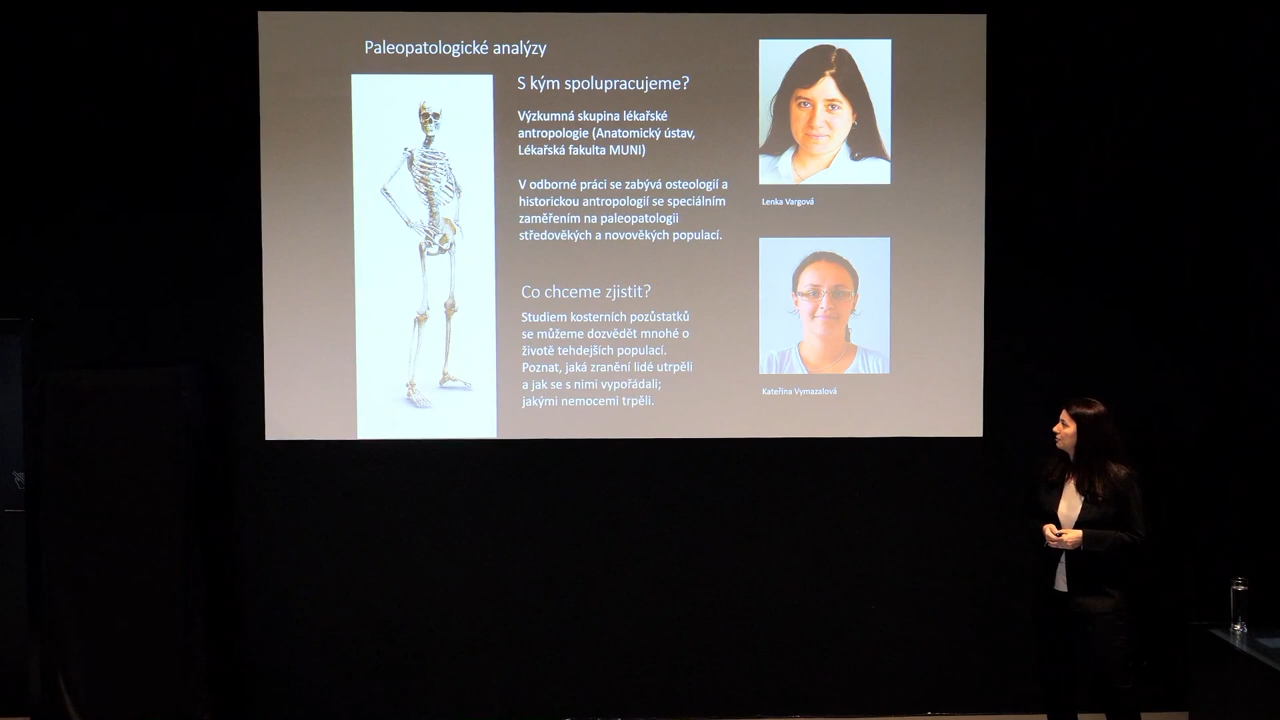 Paleopatologické analýzy
S kým spolupracujeme?
Výzkumná skupina lékařské
antropologie (Anatomický ústav,
Lékařská fakulta MUNI)
V odborné práci se zabývá osteologií a
historickou antropologií se speciálním
zaměřením na paleopatologii
středověkých a novověkých populací.
Co chceme zjistit?
Studiem kosterních pozůstatků
se můžeme dozvědět mnohé o
životě tehdejších populací.
Poznat, jaká zranění lidé utrpěli
a jak se s nimi vypořádali;
jakými nemocemi trpěli.
Lenka Vargová
Kateřina Vymazalová